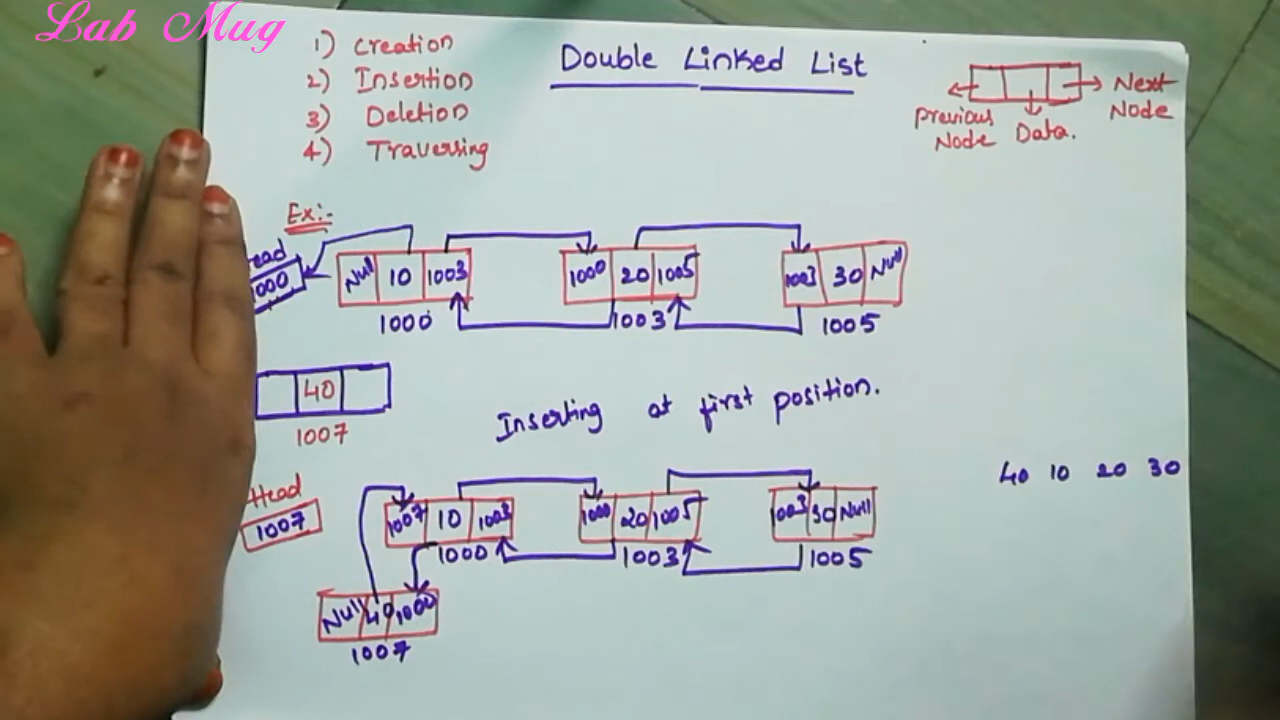 Lab Mug
1) Creation
2) Insertion
3) Deletion
4) Traversing
Double Linked List
Next
Node
Previous
Node
Data.
Ex:-
ead
000
Null 10 1003
1000
1000 20 1005
1003
1003 30 Null
1005
40
1007
Inserting at first position.
40 10 20 30
Head
1007
1007 10 1003
1000
1000 20 1005
1003
1003 30 Null
1005
Null 40 1000
1007